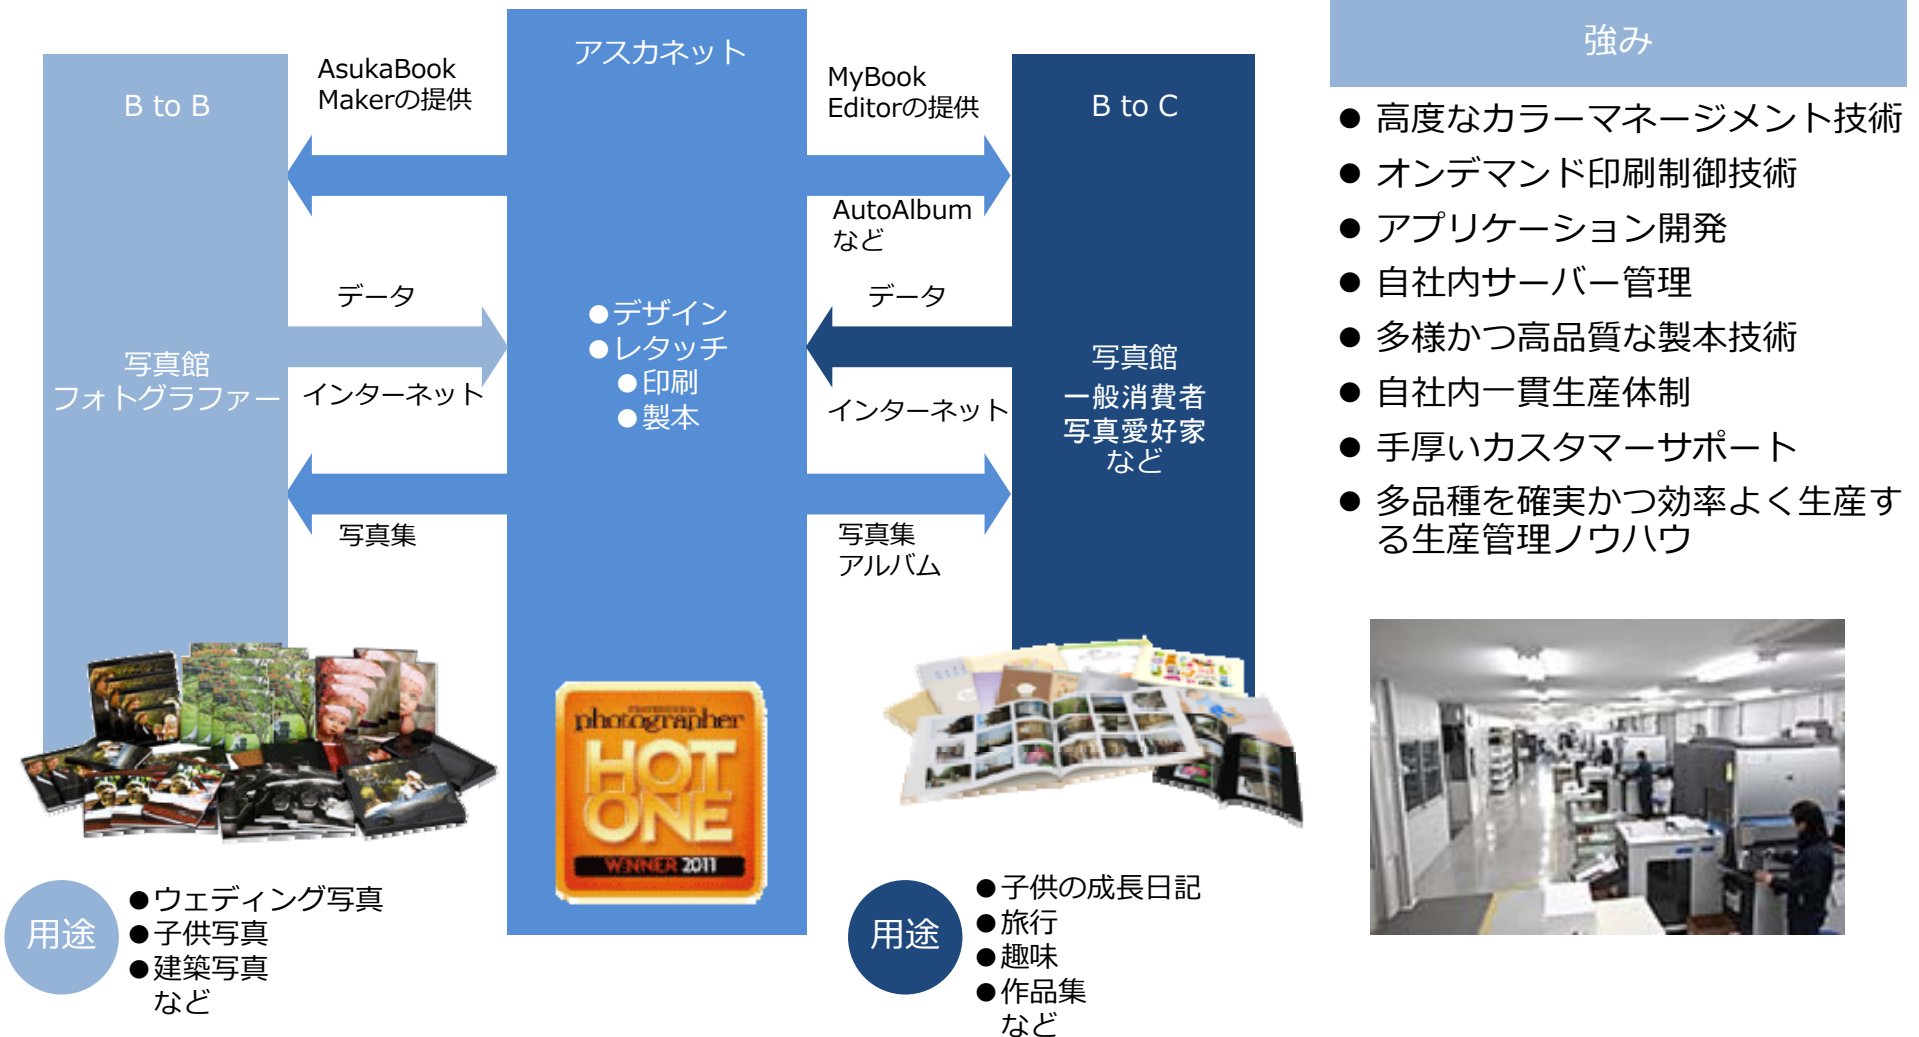 アスカネット
B to B
AsukaBook
Makerの提供
MyBook
Editorの提供
B to C
AutoAlbum
など
データ
データ
写真館
フォトグラファー
インターネット
●デザイン
●レタッチ
●印刷
●製本
インターネット
写真館
一般消費者
写真愛好家
など
写真集
写真集
アルバム
photographer
HOT
ONE
WINNER 2011
用途
●ウェディング写真
●子供写真
●建築写真
など
用途
●子供の成長日記
●旅行
●趣味
●作品集
など
強み
● 高度なカラーマネージメント技術
● オンデマンド印刷制御技術
● アプリケーション開発
● 自社内サーバー管理
● 多様かつ高品質な製本技術
● 自社内一貫生産体制
● 手厚いカスタマーサポート
● 多品種を確実かつ効率よく生産す
る生産管理ノウハウ